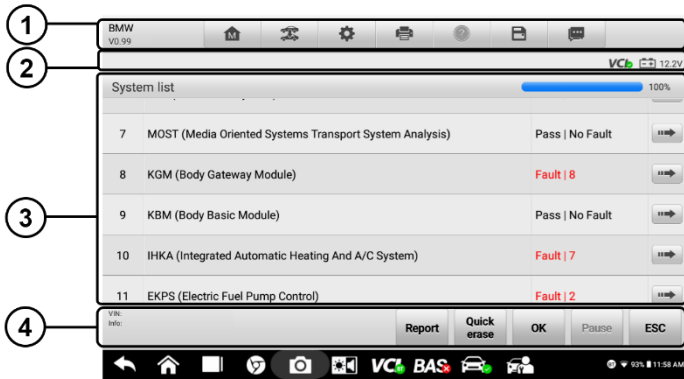 1
BMW
V0.99
M
?
2
VCI 12.2V
3
System list 100%
7 MOST (Media Oriented Systems Transport System Analysis) Pass | No Fault
8 KGM (Body Gateway Module) Fault | 8
9 KBM (Body Basic Module) Pass | No Fault
10 IHKA (Integrated Automatic Heating And A/C System) Fault | 7
11 EKPS (Electric Fuel Pump Control) Fault | 2
4
VIN:
Info:
Report Quick erase OK Pause ESC
VCI BAS 93% 11:58 AM